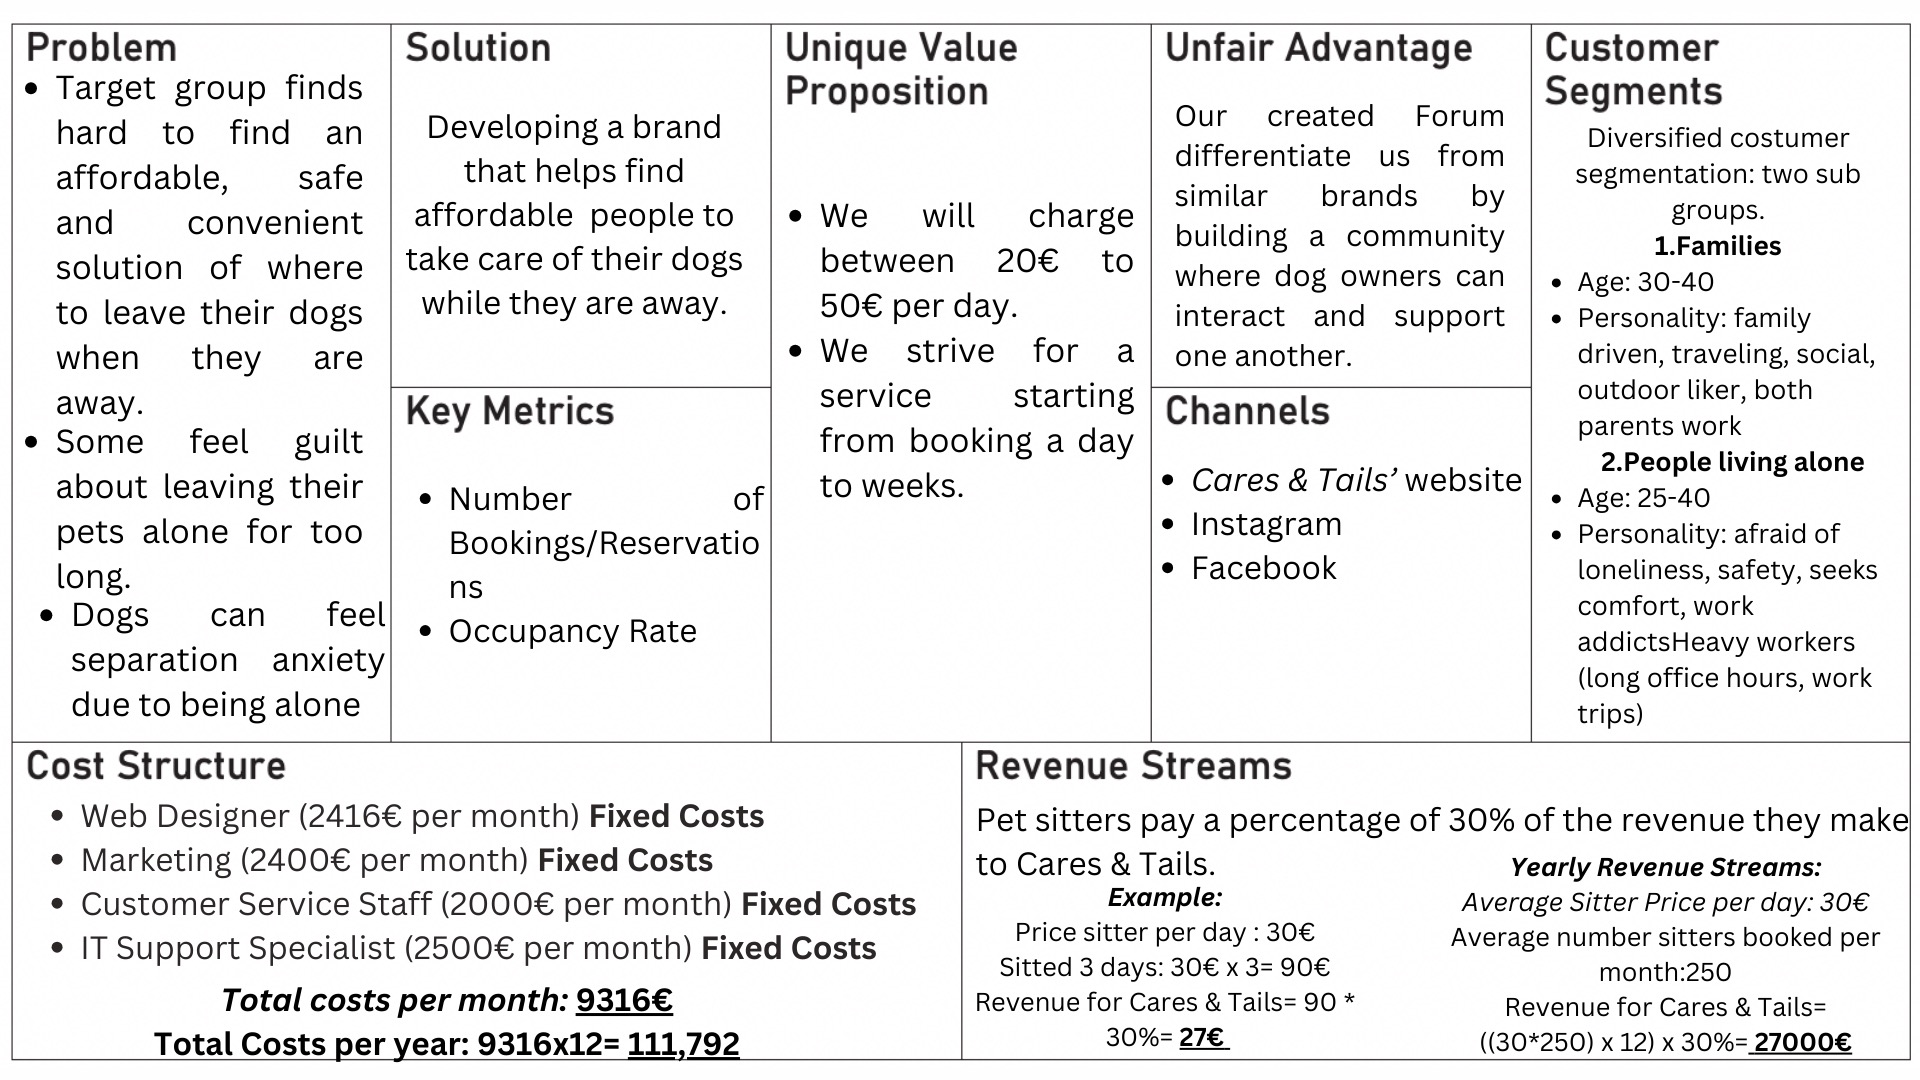 Problem
• Target group finds
hard to find an
affordable, safe
and convenient
solution of where
to leave their dogs
when they are
away.
• Some feel guilt
about leaving their
pets alone for too
long.
• Dogs can feel
separation anxiety
due to being alone
Solution
Developing a brand
that helps find
affordable people to
take care of their dogs
while they are away.
Key Metrics
• Number of
Bookings/Reservatio
ns
• Occupancy Rate
Unique Value
Proposition
• We will charge
between 20€ to
50€ per day.
• We strive for a
service starting
from booking a day
to weeks.
Unfair Advantage
Our created Forum
differentiate us from
similar brands by
building a community
where dog owners can
interact and support
one another.
Channels
• Cares & Tails’ website
• Instagram
• Facebook
Customer
Segments
Diversified costumer
segmentation: two sub
groups.
1.Families
• Age: 30-40
• Personality: family
driven, traveling, social,
outdoor liker, both
parents work
2.People living alone
• Age: 25-40
• Personality: afraid of
loneliness, safety, seeks
comfort, work
addictsHeavy workers
(long office hours, work
trips)
Cost Structure
• Web Designer (2416€ per month) Fixed Costs
• Marketing (2400€ per month) Fixed Costs
• Customer Service Staff (2000€ per month) Fixed Costs
• IT Support Specialist (2500€ per month) Fixed Costs
Total costs per month: 9316€
Total Costs per year: 9316x12= 111,792
Revenue Streams
Pet sitters pay a percentage of 30% of the revenue they make
to Cares & Tails.
Example:
Price sitter per day : 30€
Sitted 3 days: 30€ x 3= 90€
Revenue for Cares & Tails= 90 *
30%= 27€
Yearly Revenue Streams:
Average Sitter Price per day: 30€
Average number sitters booked per
month:250
Revenue for Cares & Tails=
((30*250) x 12) x 30%= 27000€